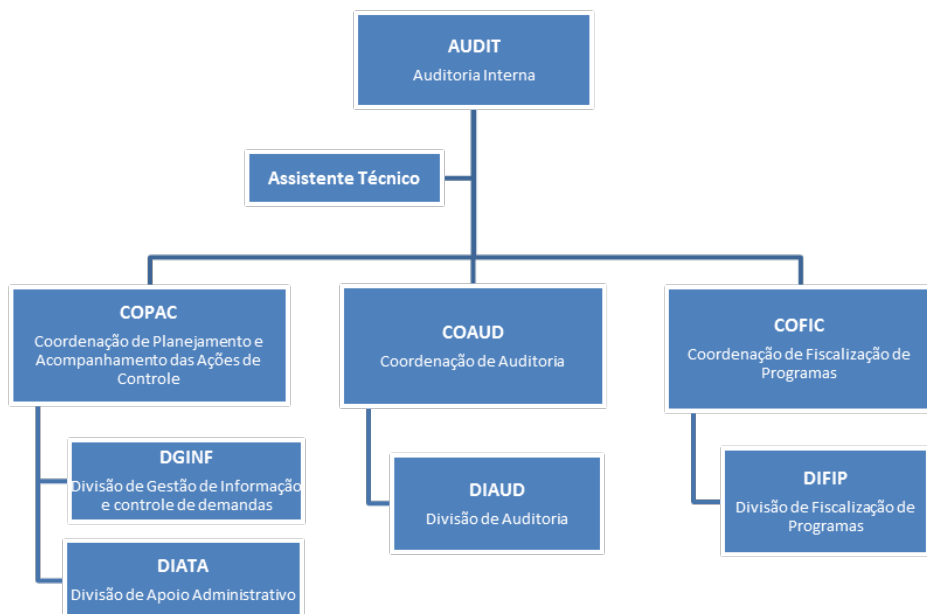 AUDIT
Auditoria Interna
Assistente Técnico
COPAC
Coordenação de Planejamento e
Acompanhamento das Ações de
Controle
DGINF
Divisão de Gestão de Informação
e controle de demandas
DIATA
Divisão de Apoio Administrativo
COAUD
Coordenação de Auditoria
DIAUD
Divisão de Auditoria
COFIC
Coordenação de Fiscalização de
Programas
DIFIP
Divisão de Fiscalização de
Programas